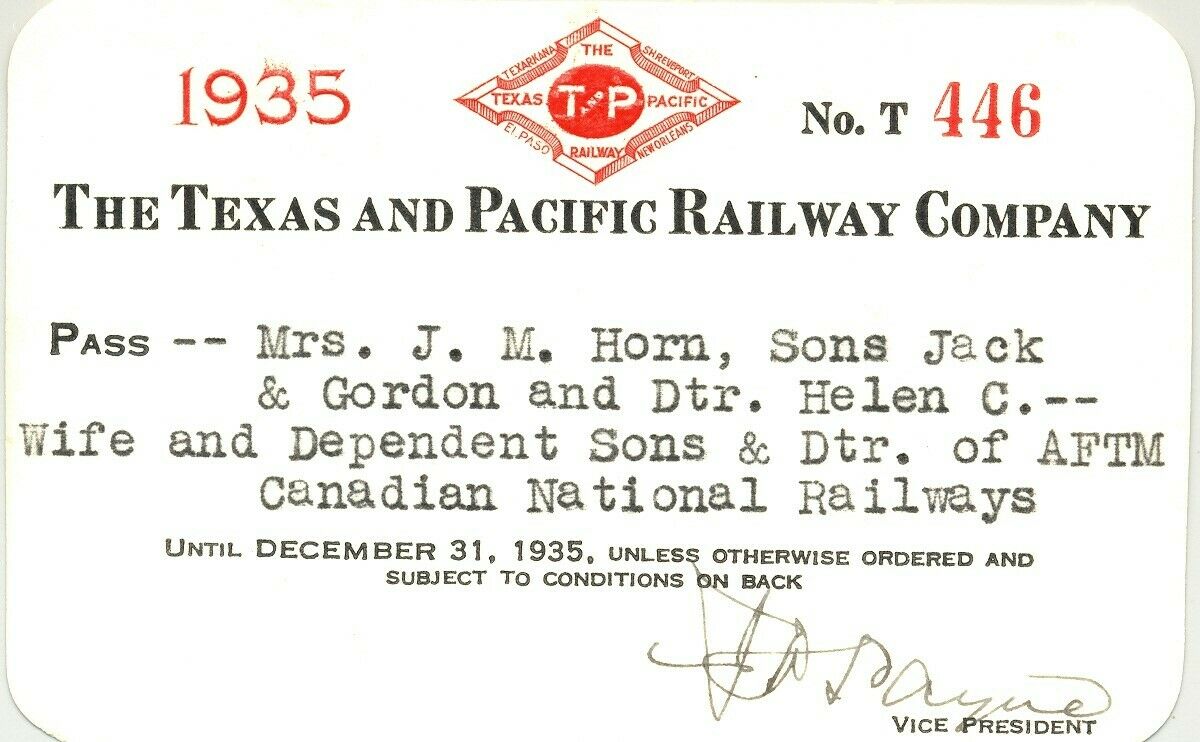 1935
TEXARKANA
THE
SHREVEPORT
TEXAS
T AND P
PACIFIC
EL PASO
RAILWAY
NEW ORLEANS
No. T 446
THE TEXAS AND PACIFIC RAILWAY COMPANY
PASS -- Mrs. J. M. Horn, Sons Jack
& Gordon and Dtr. Helen C.--
Wife and Dependent Sons & Dtr. of AFTM
Canadian National Railways
UNTIL DECEMBER 31, 1935, UNLESS OTHERWISE ORDERED AND
SUBJECT TO CONDITIONS ON BACK
Payne
VICE PRESIDENT